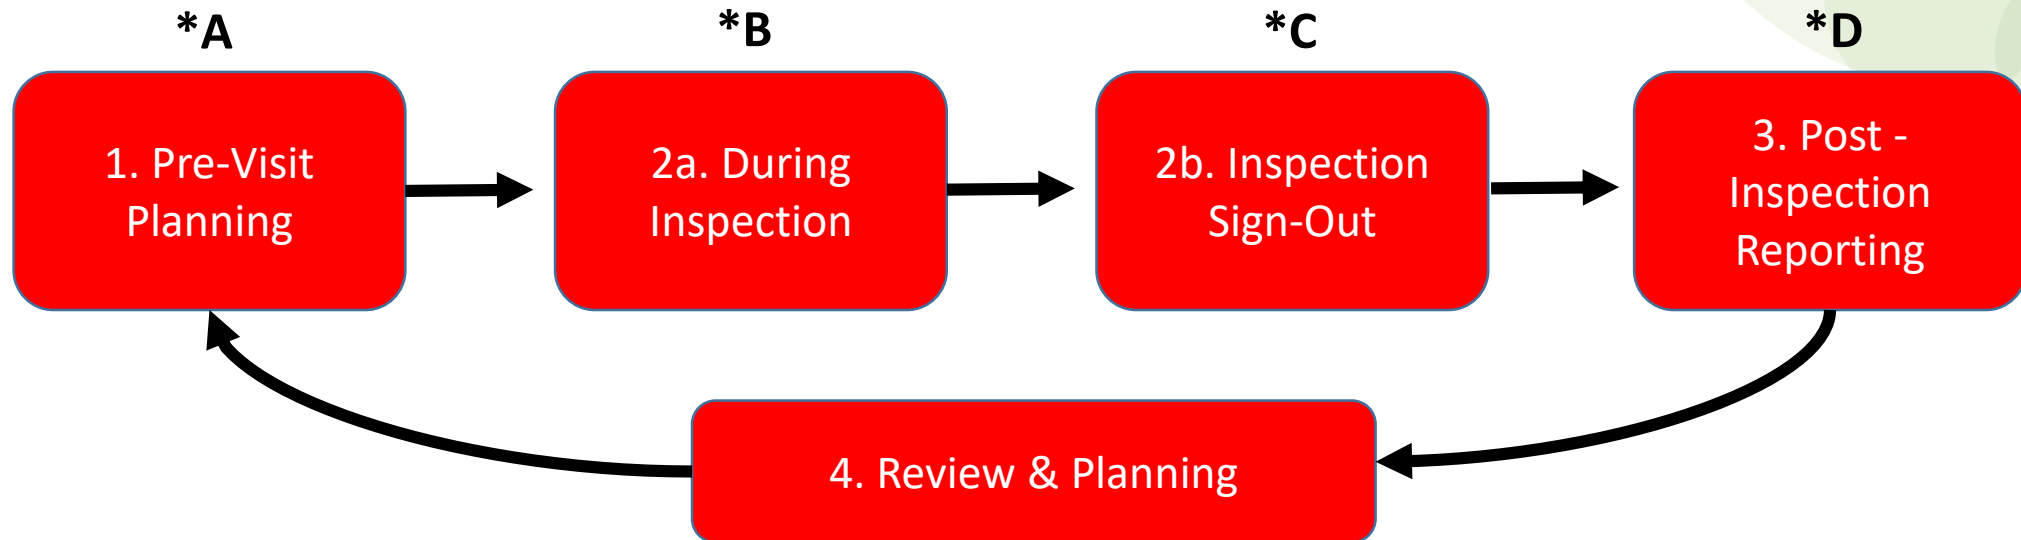 *A
*B
*C
*D
1. Pre-Visit
Planning
2a. During
Inspection
2b. Inspection
Sign-Out
3. Post -
Inspection
Reporting
4. Review & Planning